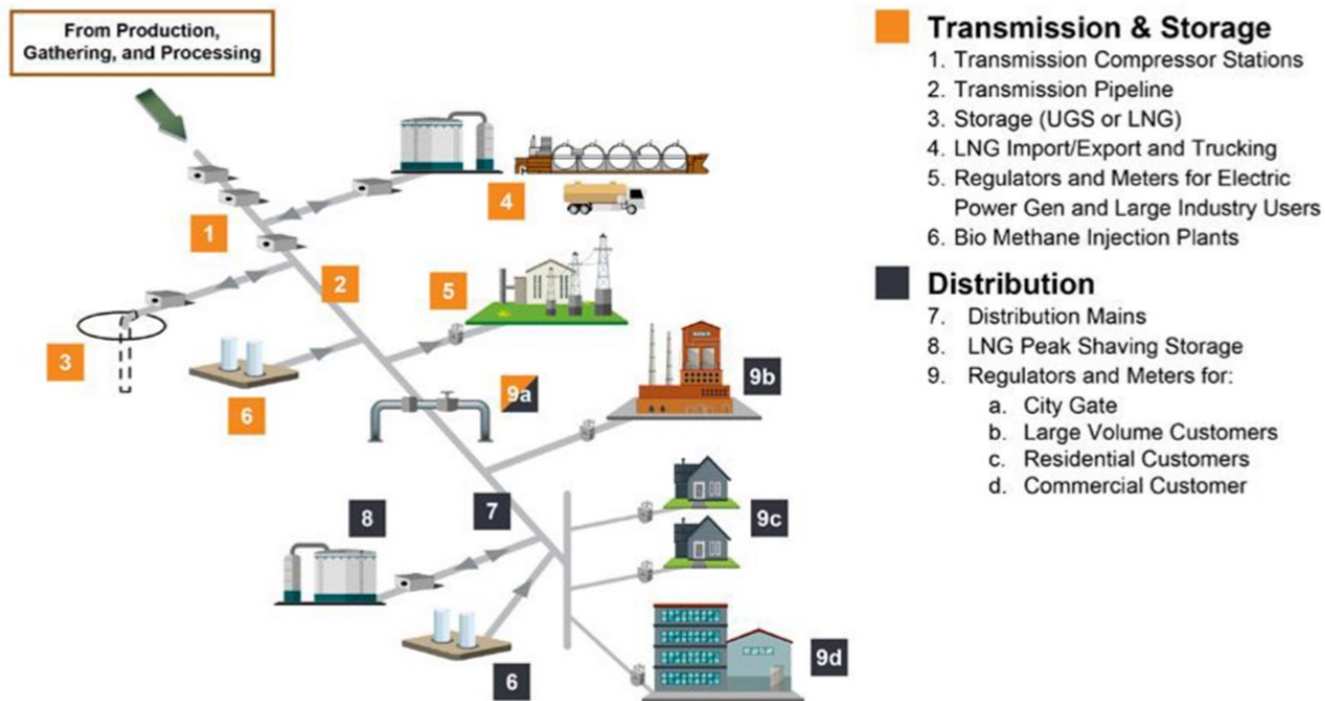 From Production,
Gathering, and Processing
1
2
3
4
5
6
9a
9b
7
8
9c
6
9d
Transmission & Storage
1. Transmission Compressor Stations
2. Transmission Pipeline
3. Storage (UGS or LNG)
4. LNG Import/Export and Trucking
5. Regulators and Meters for Electric
Power Gen and Large Industry Users
6. Bio Methane Injection Plants
Distribution
7. Distribution Mains
8. LNG Peak Shaving Storage
9. Regulators and Meters for:
a. City Gate
b. Large Volume Customers
c. Residential Customers
d. Commercial Customer